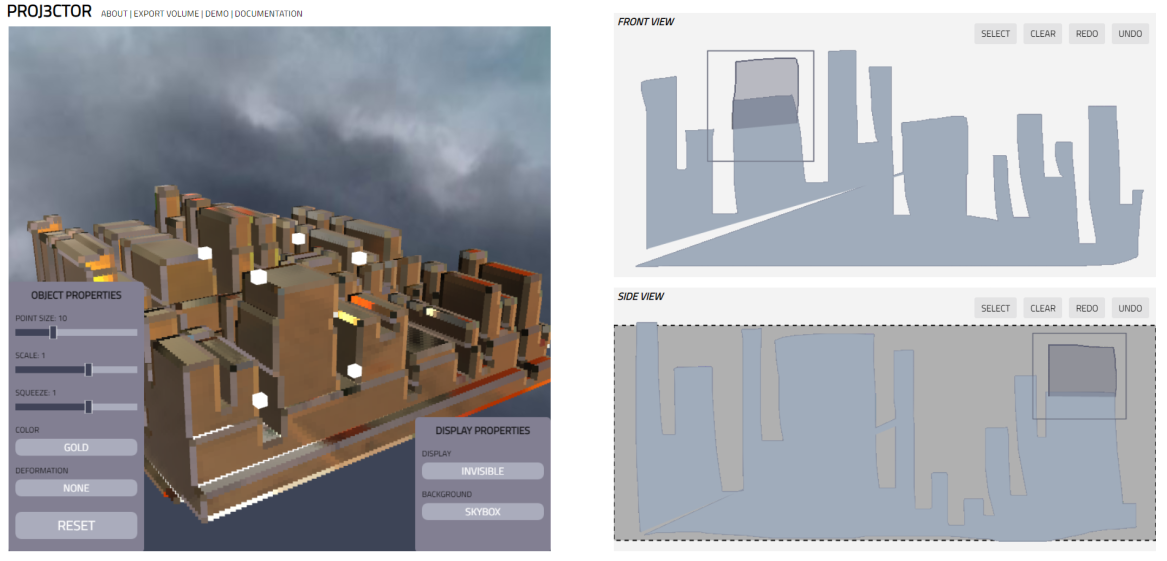 PROJ3CTOR ABOUT | EXPORT VOLUME | DEMO | DOCUMENTATION
OBJECT PROPERTIES
POINT SIZE: 10
SCALE: 1
SQUEEZE: 1
COLOR
GOLD
DEFORMATION
NONE
RESET
DISPLAY PROPERTIES
DISPLAY
INVISIBLE
BACKGROUND
SKYBOX
FRONT VIEW
SELECT CLEAR REDO UNDO
SIDE VIEW
SELECT CLEAR REDO UNDO